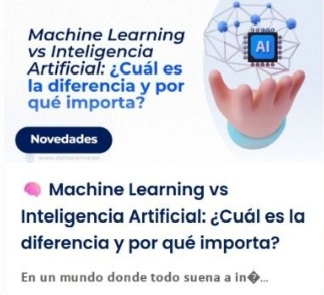 Machine Learning
vs Inteligencia
Artificial: ¿Cuál es
la diferencia y por
qué importa?
AI
Novedades
🧠 Machine Learning vs
Inteligencia Artificial: ¿Cuál es la
diferencia y por qué importa?
En un mundo donde todo suena a in�...